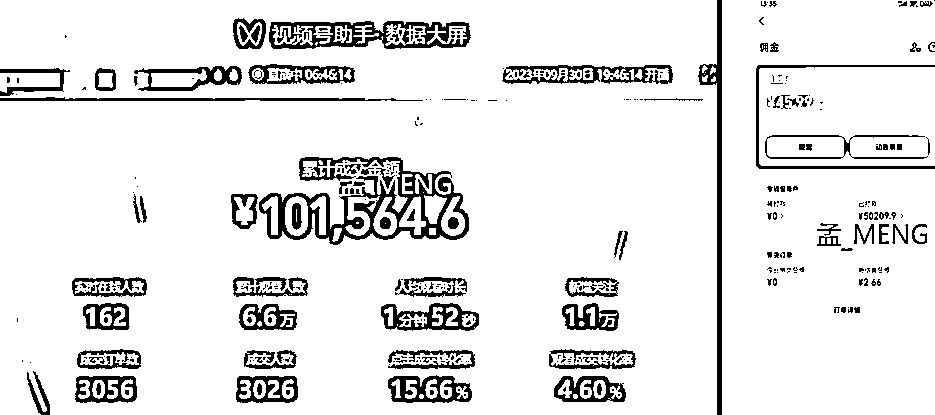 视频号助手·数据大屏
直播中 06:46:14
2023年09月30日 19:46:14 开播
累计成交金额
孟_MENG
¥101,564.6
实时在线人数
累计观看人数
人均观看时长
新增关注
162
6.6万
1分钟52秒
1.1万
成交订单数
成交人数
点击成交转化率
观看成交转化率
3056
3026
15.66%
4.60%
佣金
¥0
¥50209.9
孟_MENG
¥0
¥2.66
订单详情